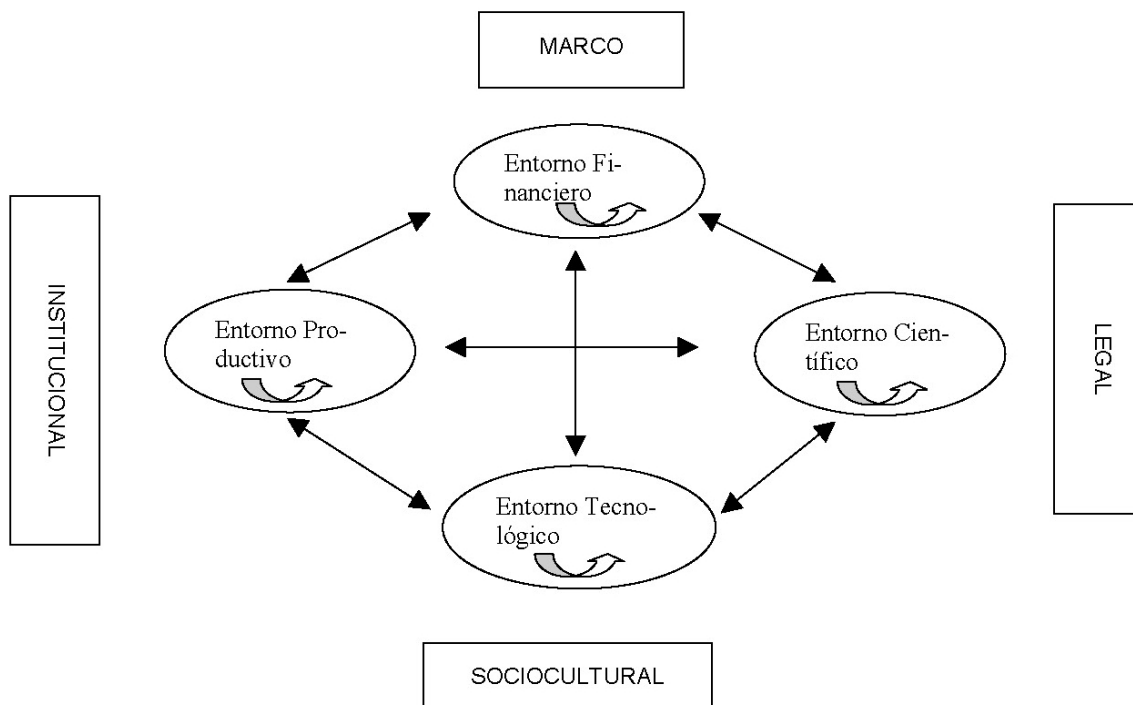 MARCO
Entorno Fi-
nanciero
INSTITUCIONAL
Entorno Pro-
ductivo
Entorno Cien-
tífico
LEGAL
Entorno Tecno-
lógico
SOCIOCULTURAL